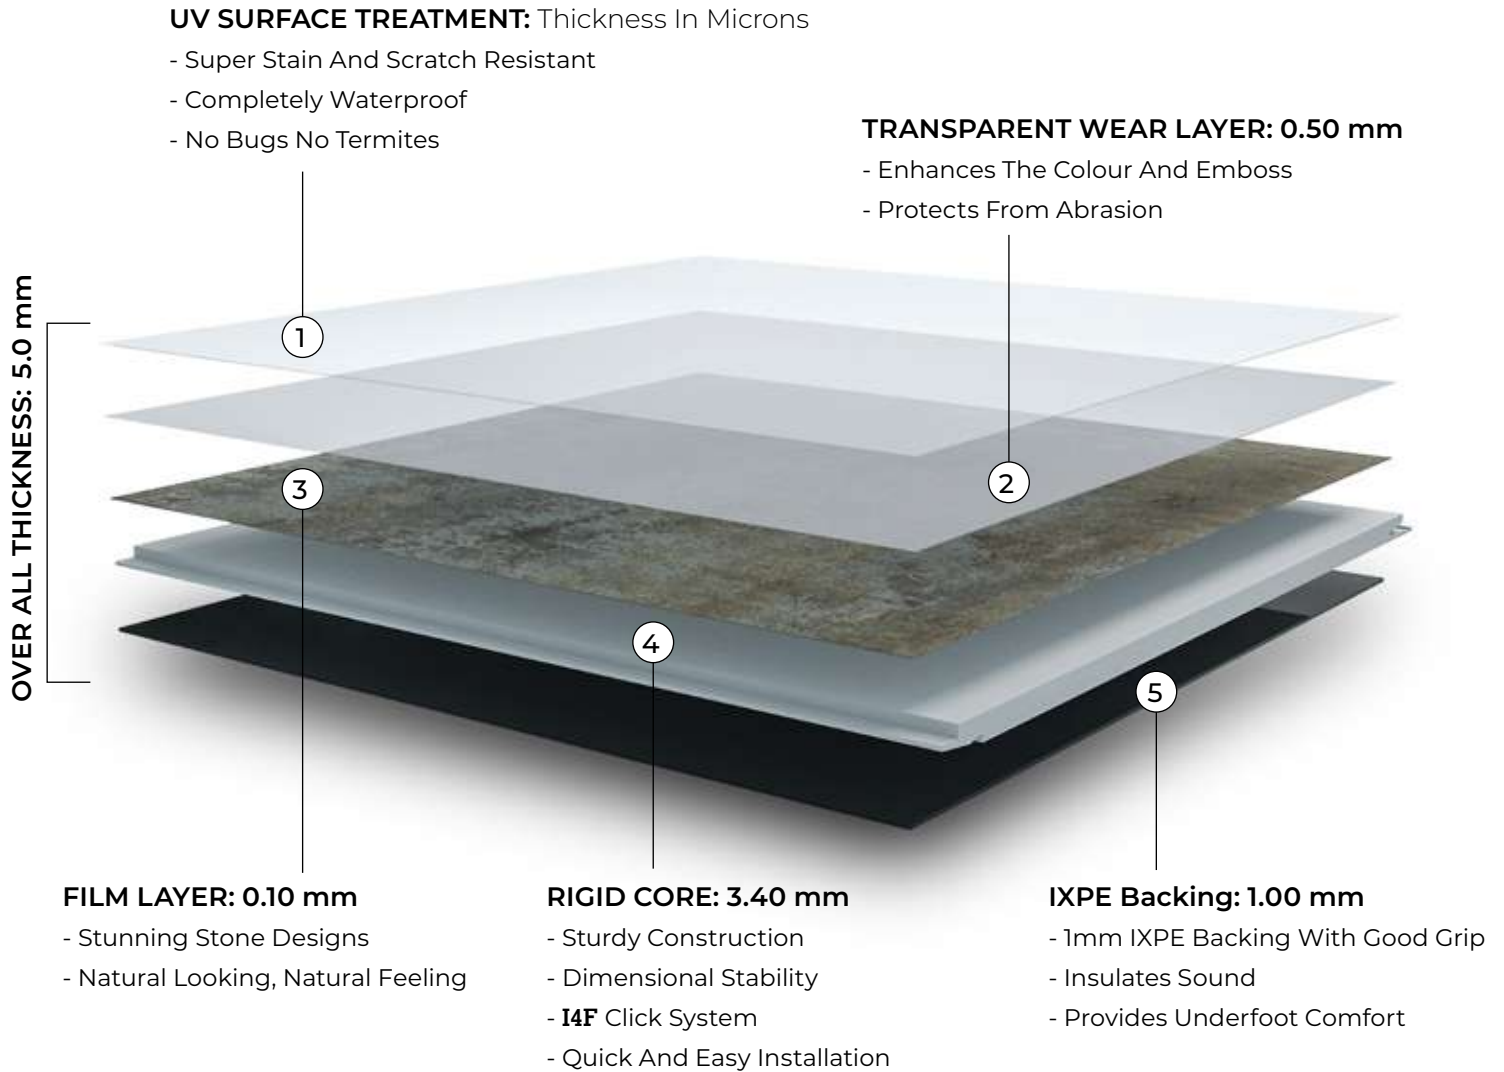 UV SURFACE TREATMENT: Thickness In Microns
- Super Stain And Scratch Resistant
- Completely Waterproof
- No Bugs No Termites
TRANSPARENT WEAR LAYER: 0.50 mm
- Enhances The Colour And Emboss
- Protects From Abrasion
OVER ALL THICKNESS: 5.0 mm
1
2
3
4
5
FILM LAYER: 0.10 mm
- Stunning Stone Designs
- Natural Looking, Natural Feeling
RIGID CORE: 3.40 mm
- Sturdy Construction
- Dimensional Stability
- I4F Click System
- Quick And Easy Installation
IXPE Backing: 1.00 mm
- 1mm IXPE Backing With Good Grip
- Insulates Sound
- Provides Underfoot Comfort